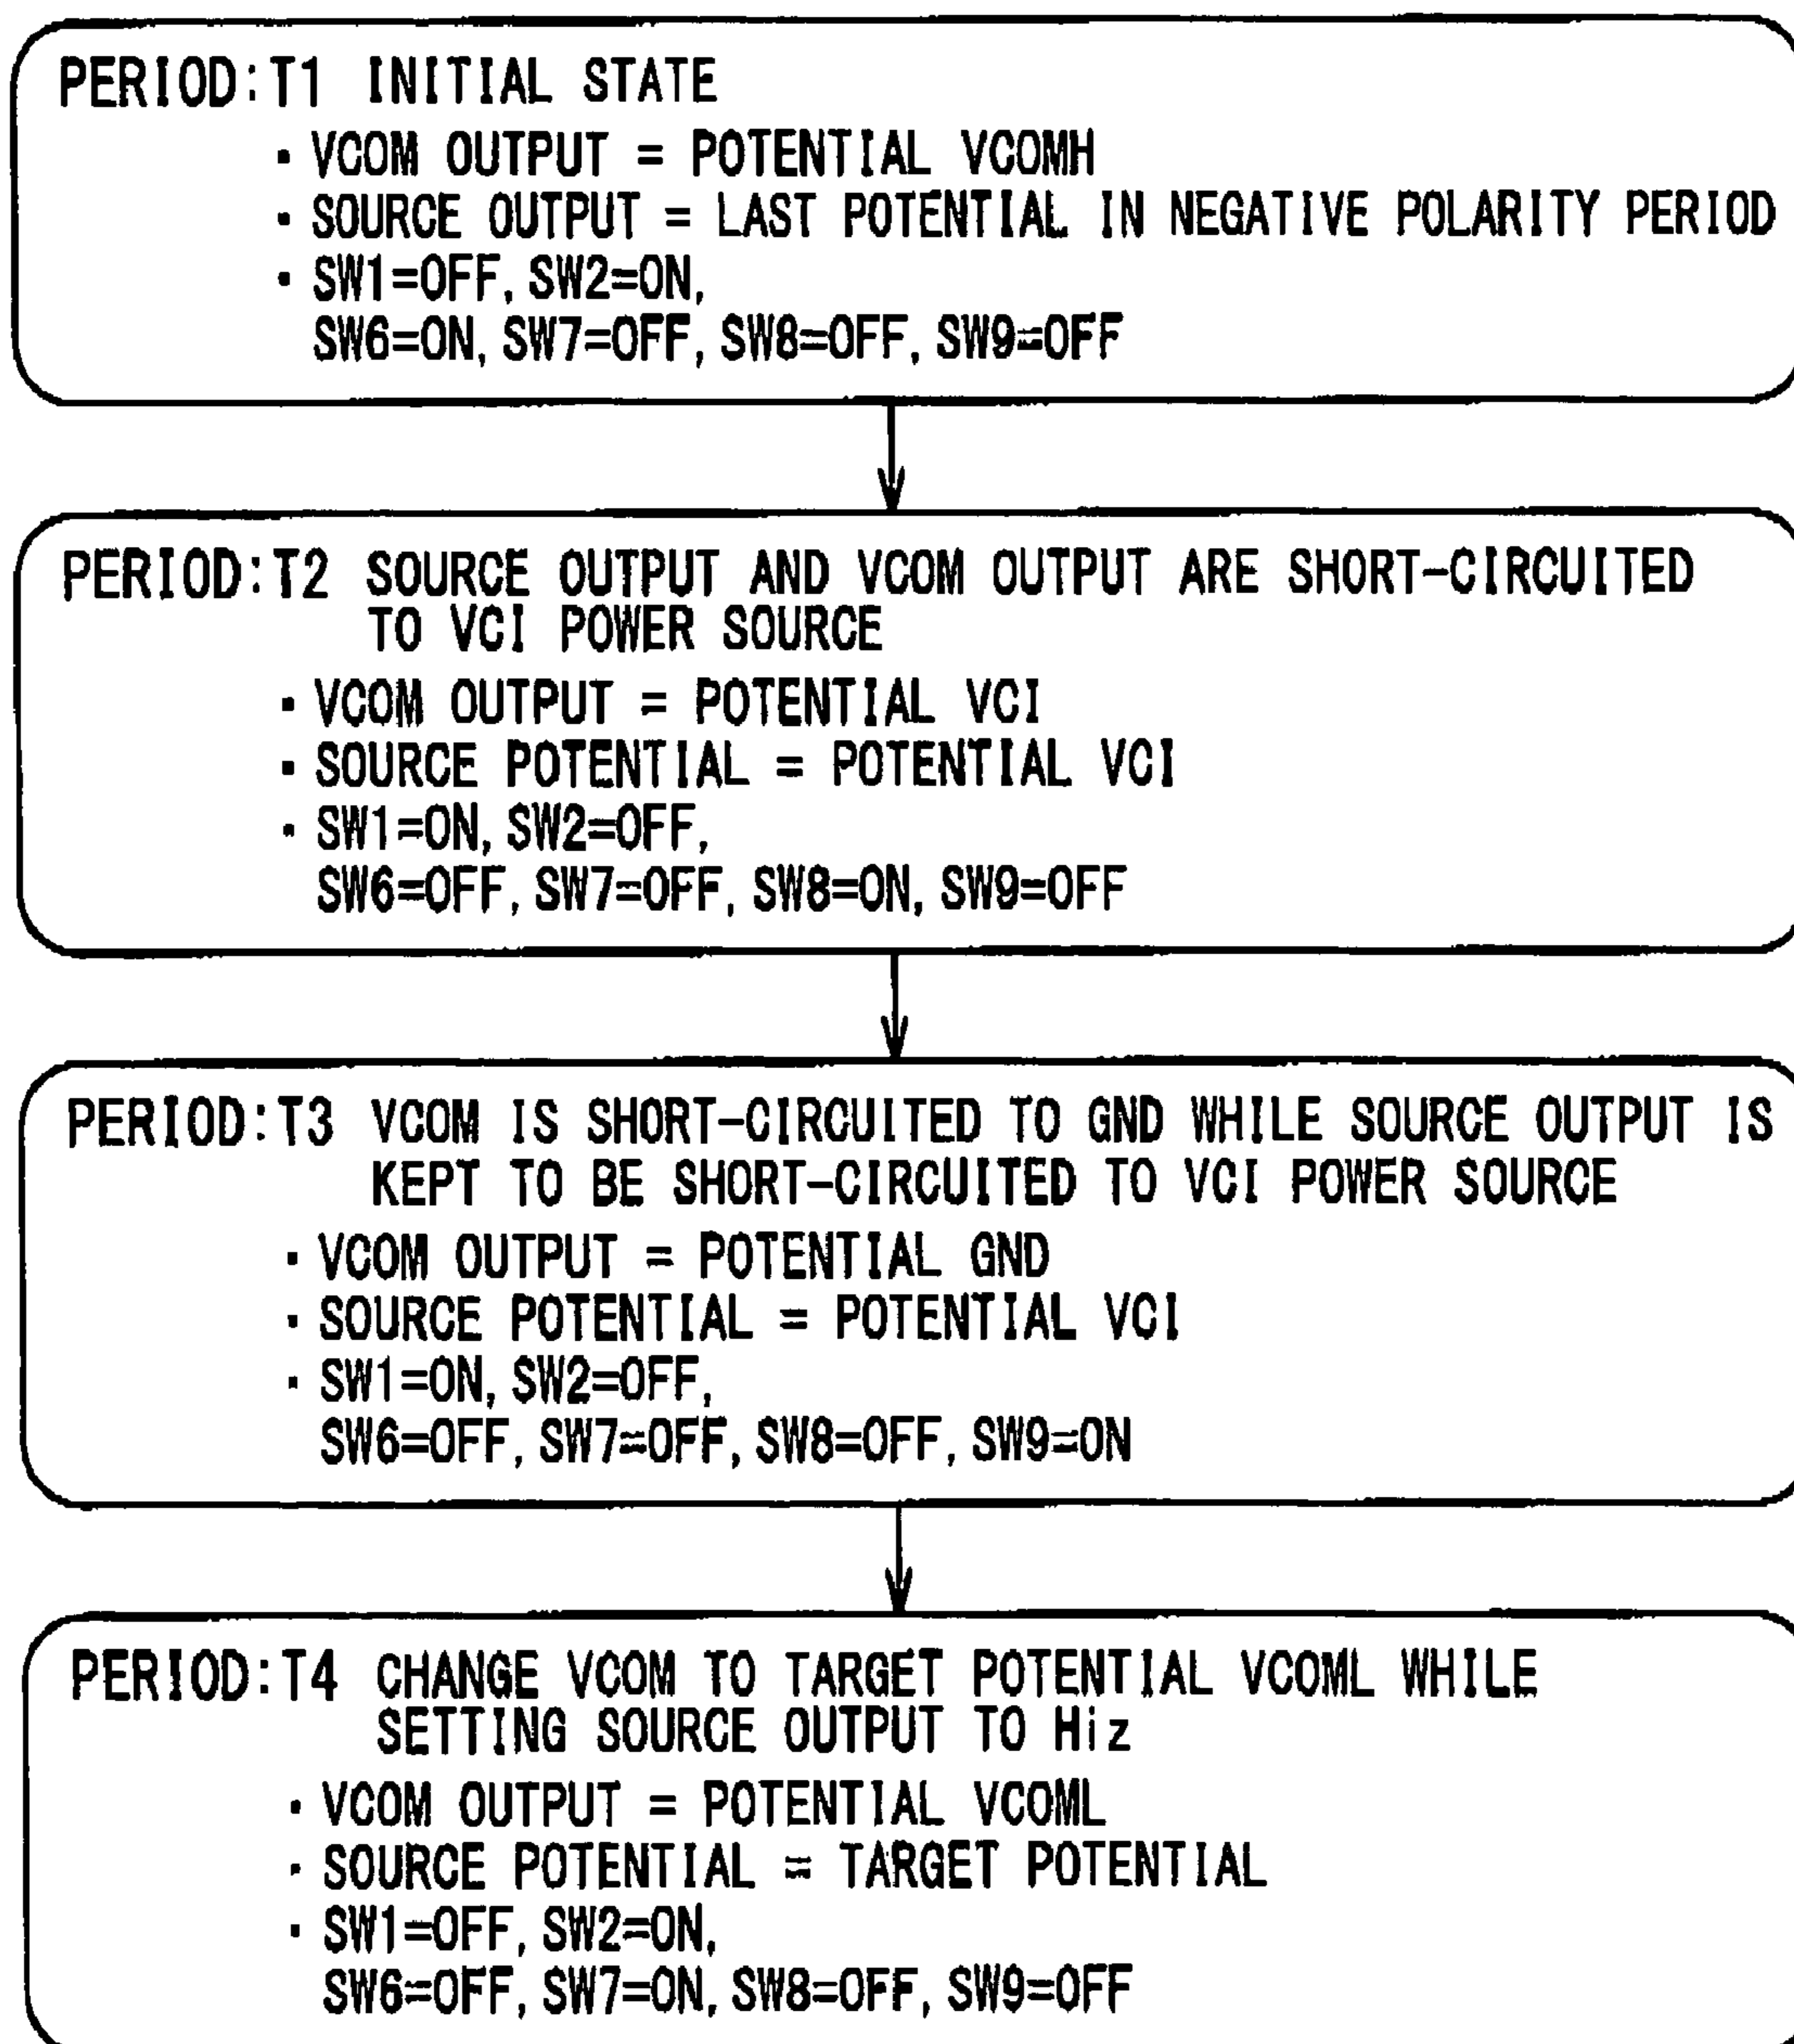 PERIOD:T1 INITIAL STATE
· VCOM OUTPUT = POTENTIAL VCOMH
· SOURCE OUTPUT = LAST POTENTIAL IN NEGATIVE POLARITY PERIOD
· SW1=OFF, SW2=ON,
SW6=ON, SW7=OFF, SW8=OFF, SW9=OFF
PERIOD:T2 SOURCE OUTPUT AND VCOM OUTPUT ARE SHORT-CIRCUITED
TO VCI POWER SOURCE
· VCOM OUTPUT = POTENTIAL VCI
· SOURCE POTENTIAL = POTENTIAL VCI
· SW1=ON, SW2=OFF,
SW6=OFF, SW7=OFF, SW8=ON, SW9=OFF
PERIOD:T3 VCOM IS SHORT-CIRCUITED TO GND WHILE SOURCE OUTPUT IS
KEPT TO BE SHORT-CIRCUITED TO VCI POWER SOURCE
· VCOM OUTPUT = POTENTIAL GND
· SOURCE POTENTIAL = POTENTIAL VCI
· SW1=ON, SW2=OFF,
SW6=OFF, SW7=OFF, SW8=OFF, SW9=ON
PERIOD:T4 CHANGE VCOM TO TARGET POTENTIAL VCOML WHILE
SETTING SOURCE OUTPUT TO Hiz
· VCOM OUTPUT = POTENTIAL VCOML
· SOURCE POTENTIAL = TARGET POTENTIAL
· SW1=OFF, SW2=ON,
SW6=OFF, SW7=ON, SW8=OFF, SW9=OFF